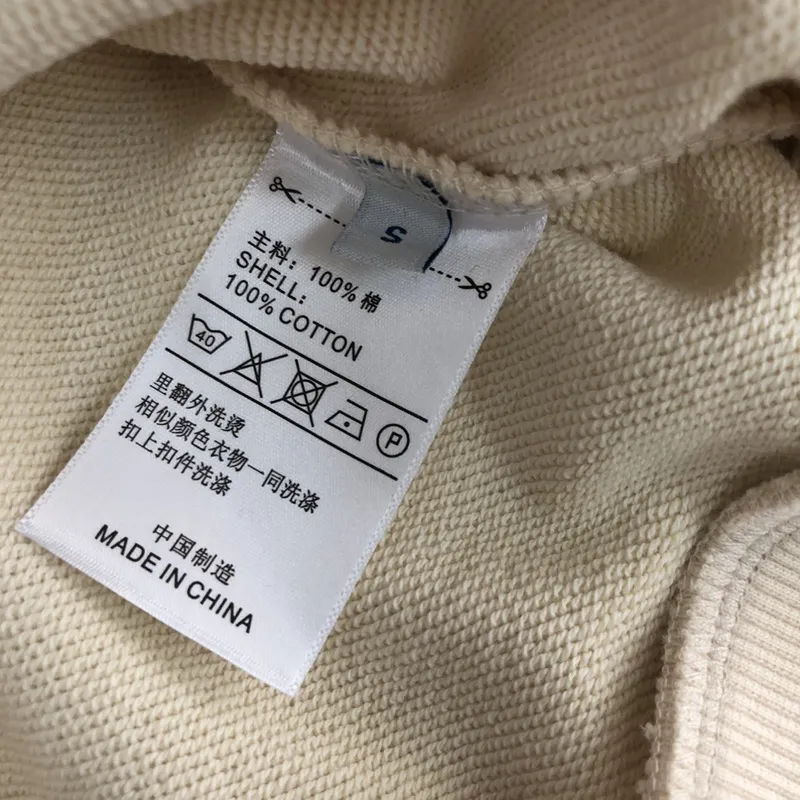 S
主料：100% 棉
SHELL:
100% COTTON
40 P
里翻外洗烫
相似颜色衣物一同洗涤
扣上扣件洗涤
中国制造
MADE IN CHINA